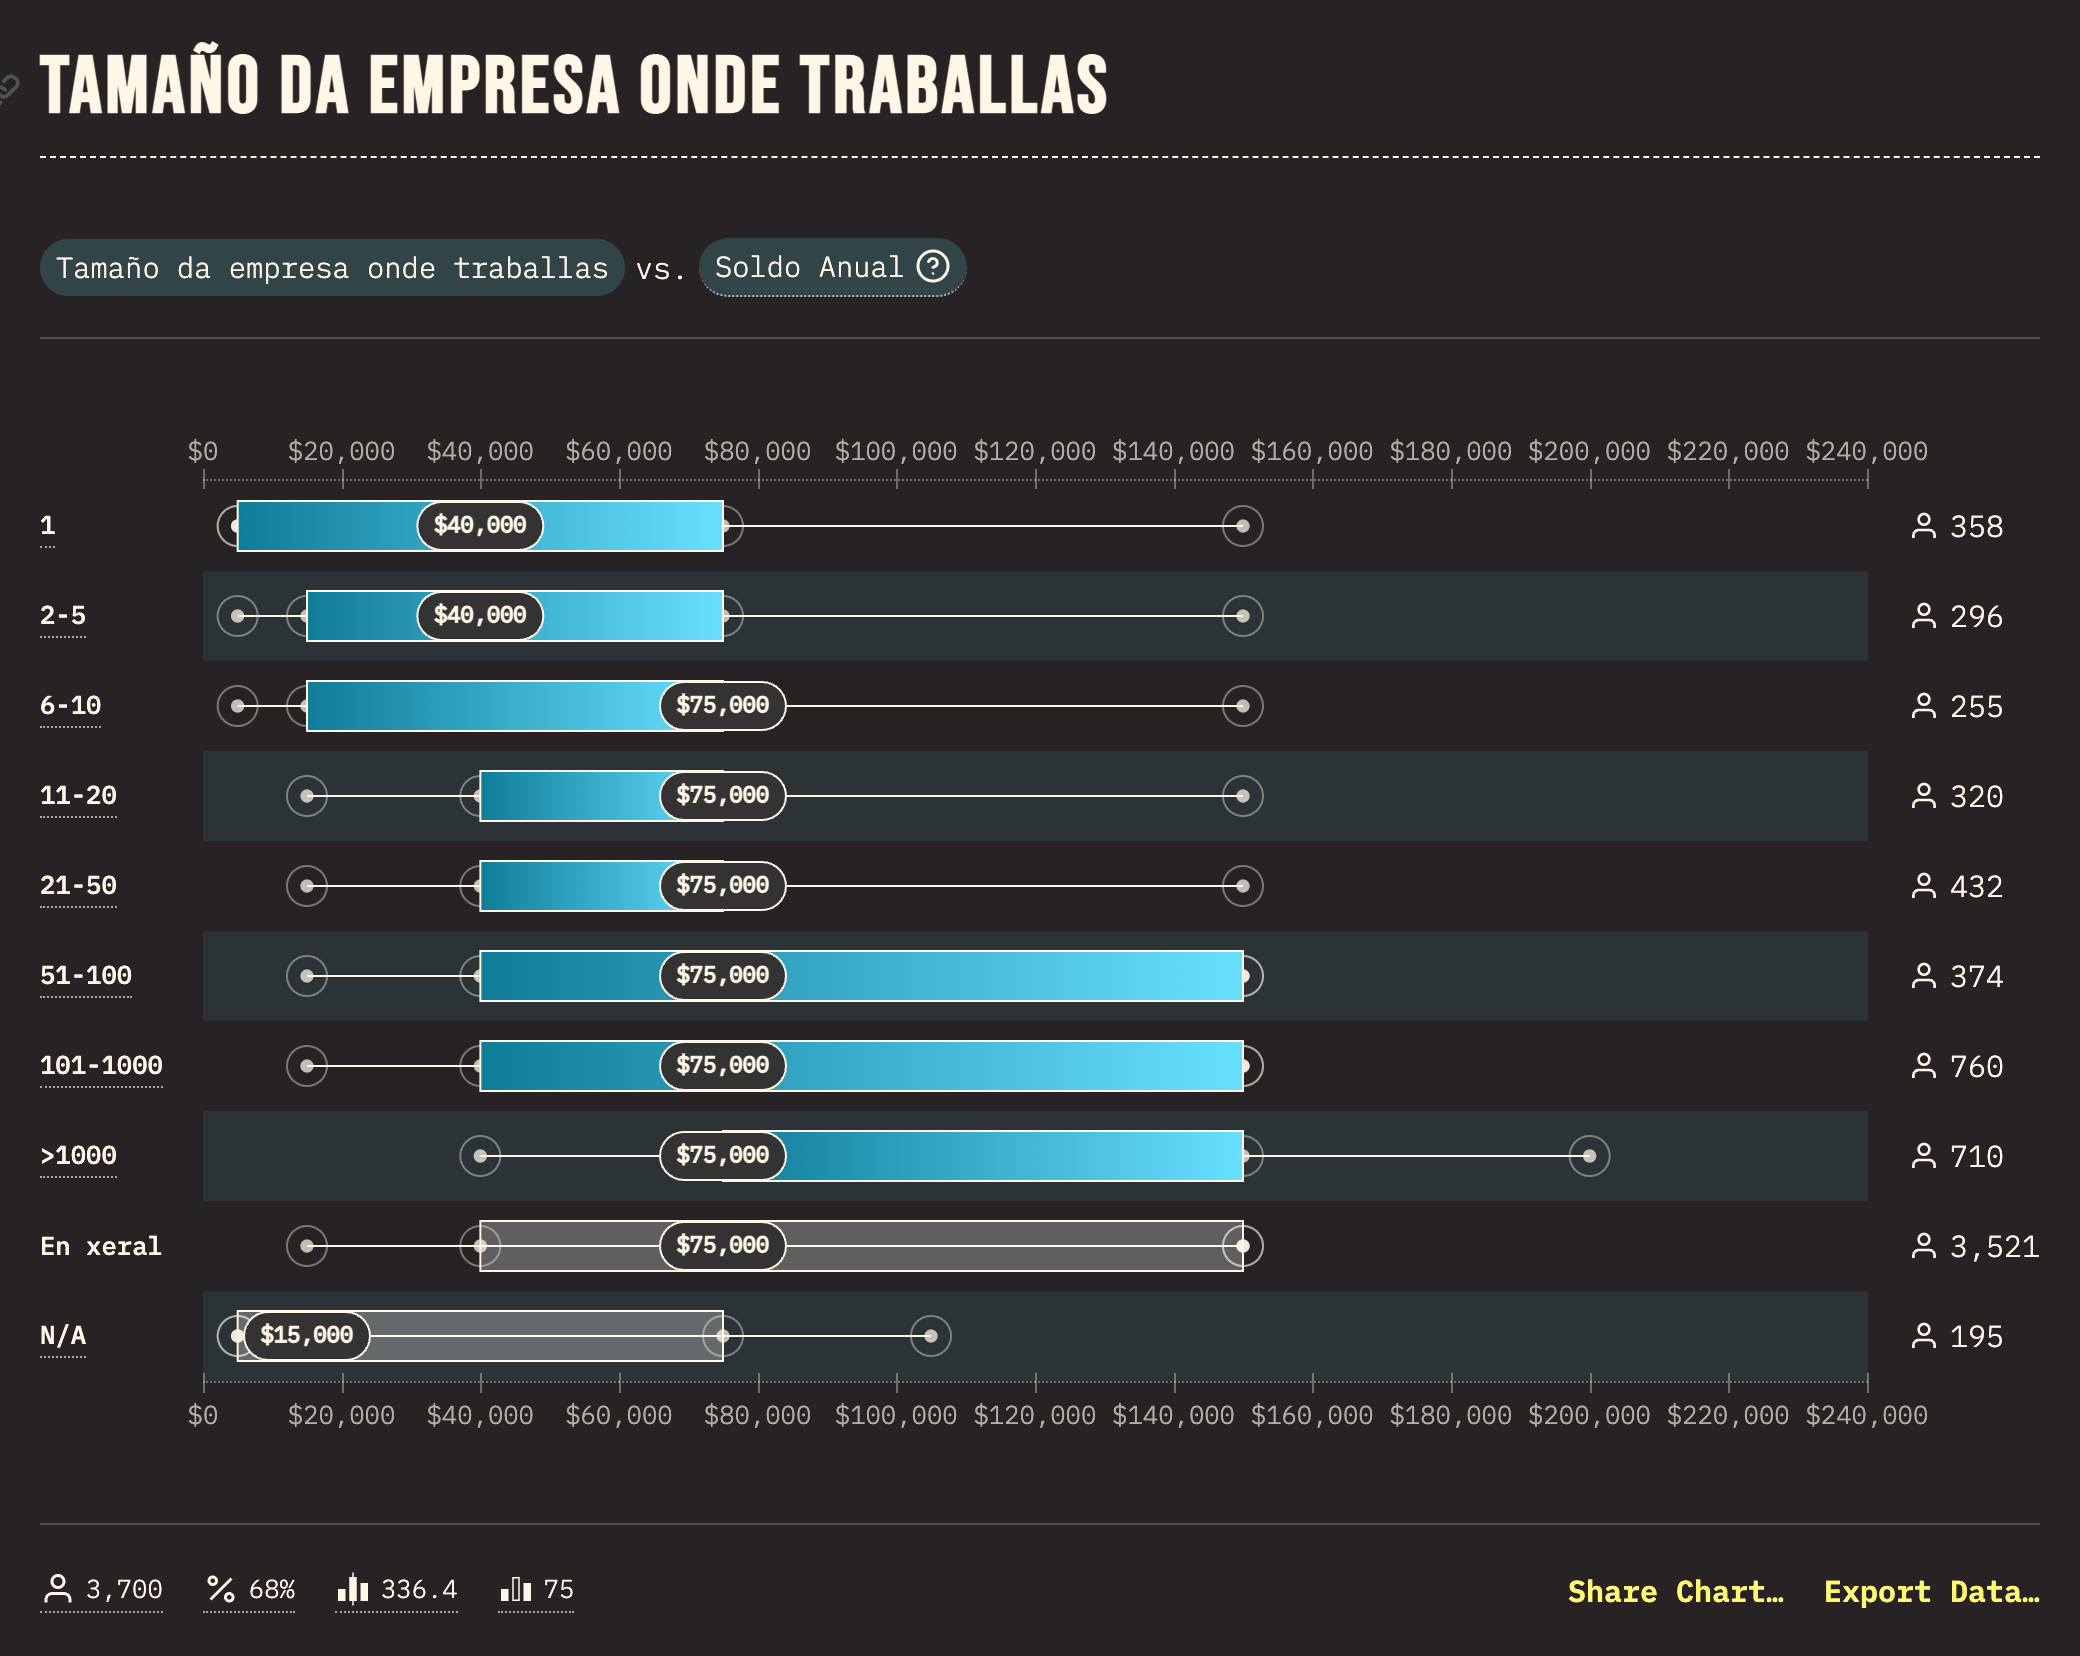 TAMAÑO DA EMPRESA ONDE TRABALLAS
Tamaño da empresa onde traballas vs. Soldo Anual ?
$0 $20,000 $40,000 $60,000 $80,000 $100,000 $120,000 $140,000 $160,000 $180,000 $200,000 $220,000 $240,000
1 $40,000 358
2-5 $40,000 296
6-10 $75,000 255
11-20 $75,000 320
21-50 $75,000 432
51-100 $75,000 374
101-1000 $75,000 760
>1000 $75,000 710
En xeral $75,000 3,521
N/A $15,000 195
$0 $20,000 $40,000 $60,000 $80,000 $100,000 $120,000 $140,000 $160,000 $180,000 $200,000 $220,000 $240,000
3,700 % 68% 336.4 75 Share Chart… Export Data…